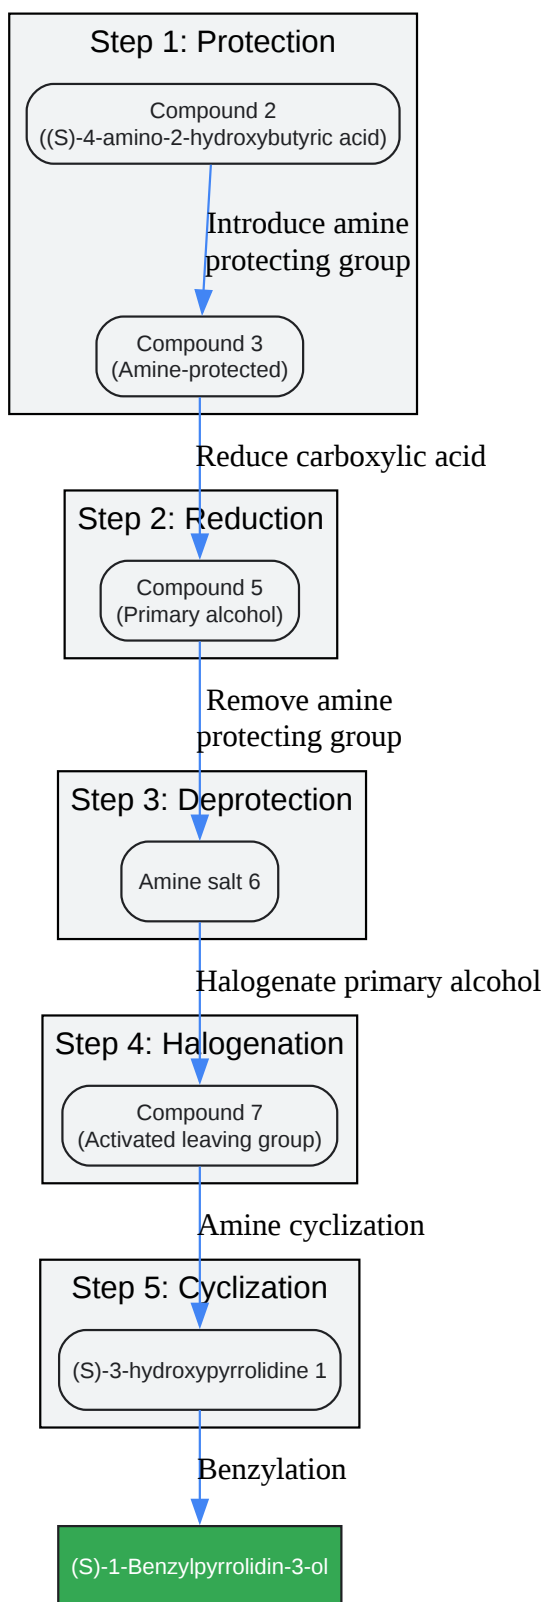 Step 1: Protection
Compound 2
((S)-4-amino-2-hydroxybutyric acid)
Introduce amine
protecting group
Compound 3
(Amine-protected)
Reduce carboxylic acid
Step 2: Reduction
Compound 5
(Primary alcohol)
Remove amine
protecting group
Step 3: Deprotection
Amine salt 6
Halogenate primary alcohol
Step 4: Halogenation
Compound 7
(Activated leaving group)
Amine cyclization
Step 5: Cyclization
(S)-3-hydroxypyrrolidine 1
Benzylation
(S)-1-Benzylpyrrolidin-3-ol